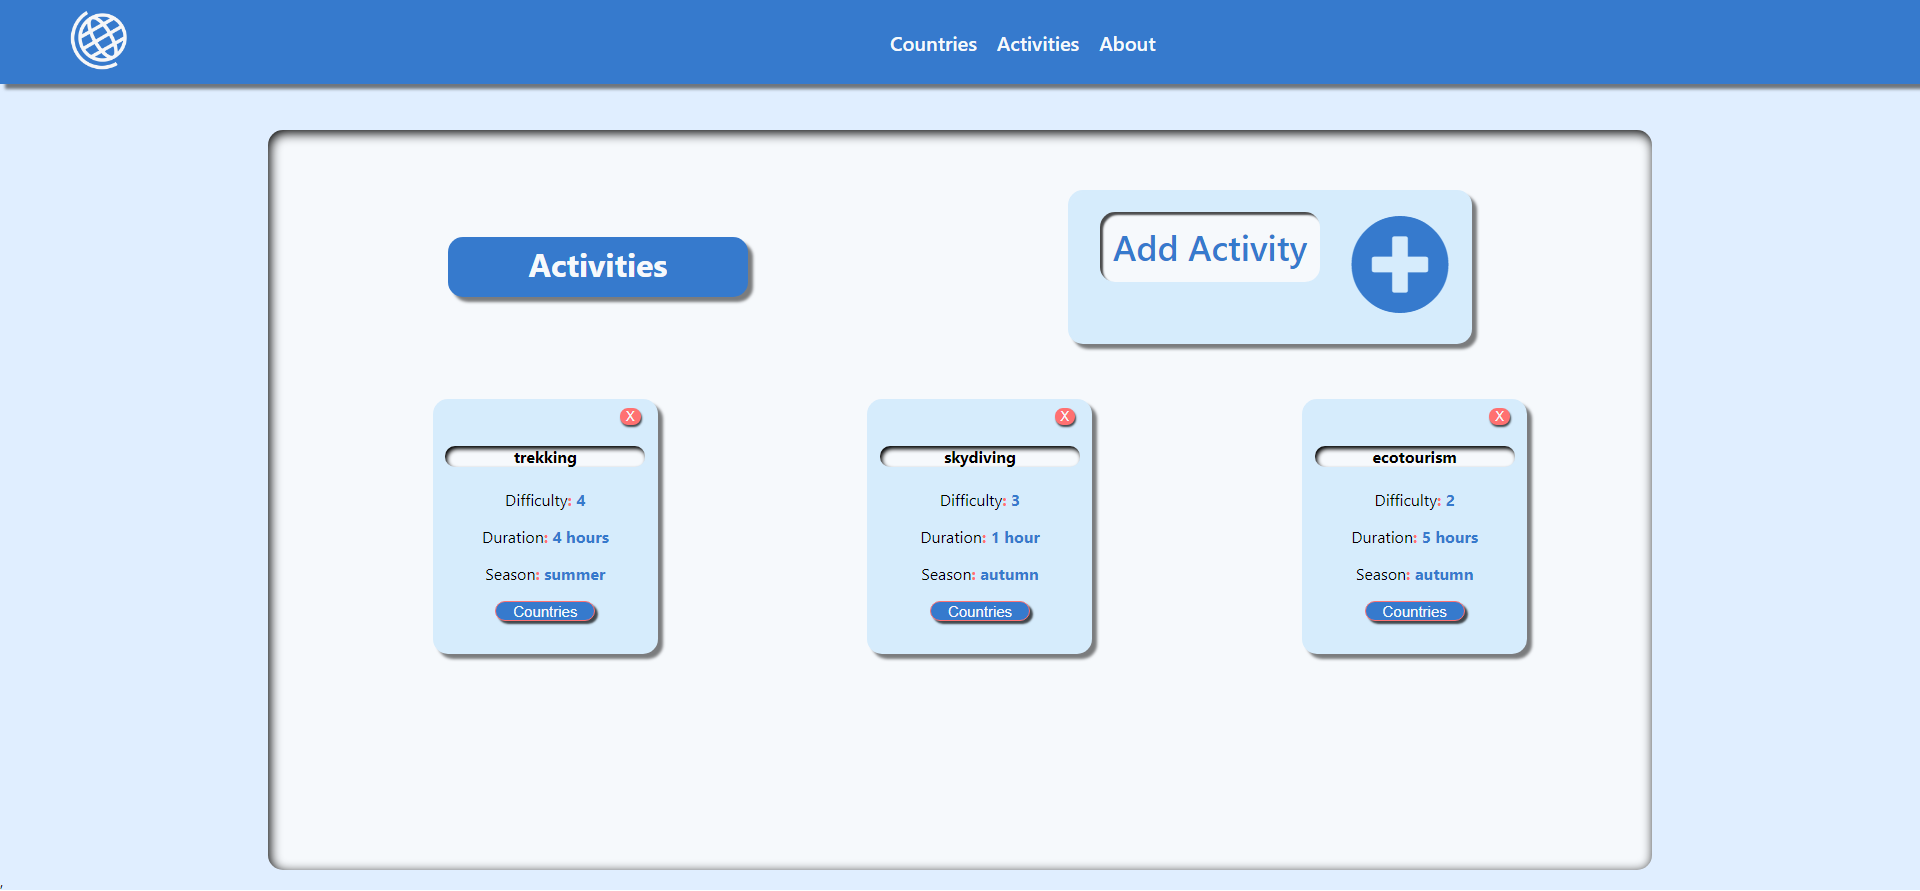 Countries Activities About
Activities
Add Activity
X
trekking
Difficulty: 4
Duration: 4 hours
Season: summer
Countries
X
skydiving
Difficulty: 3
Duration: 1 hour
Season: autumn
Countries
X
ecotourism
Difficulty: 2
Duration: 5 hours
Season: autumn
Countries
,